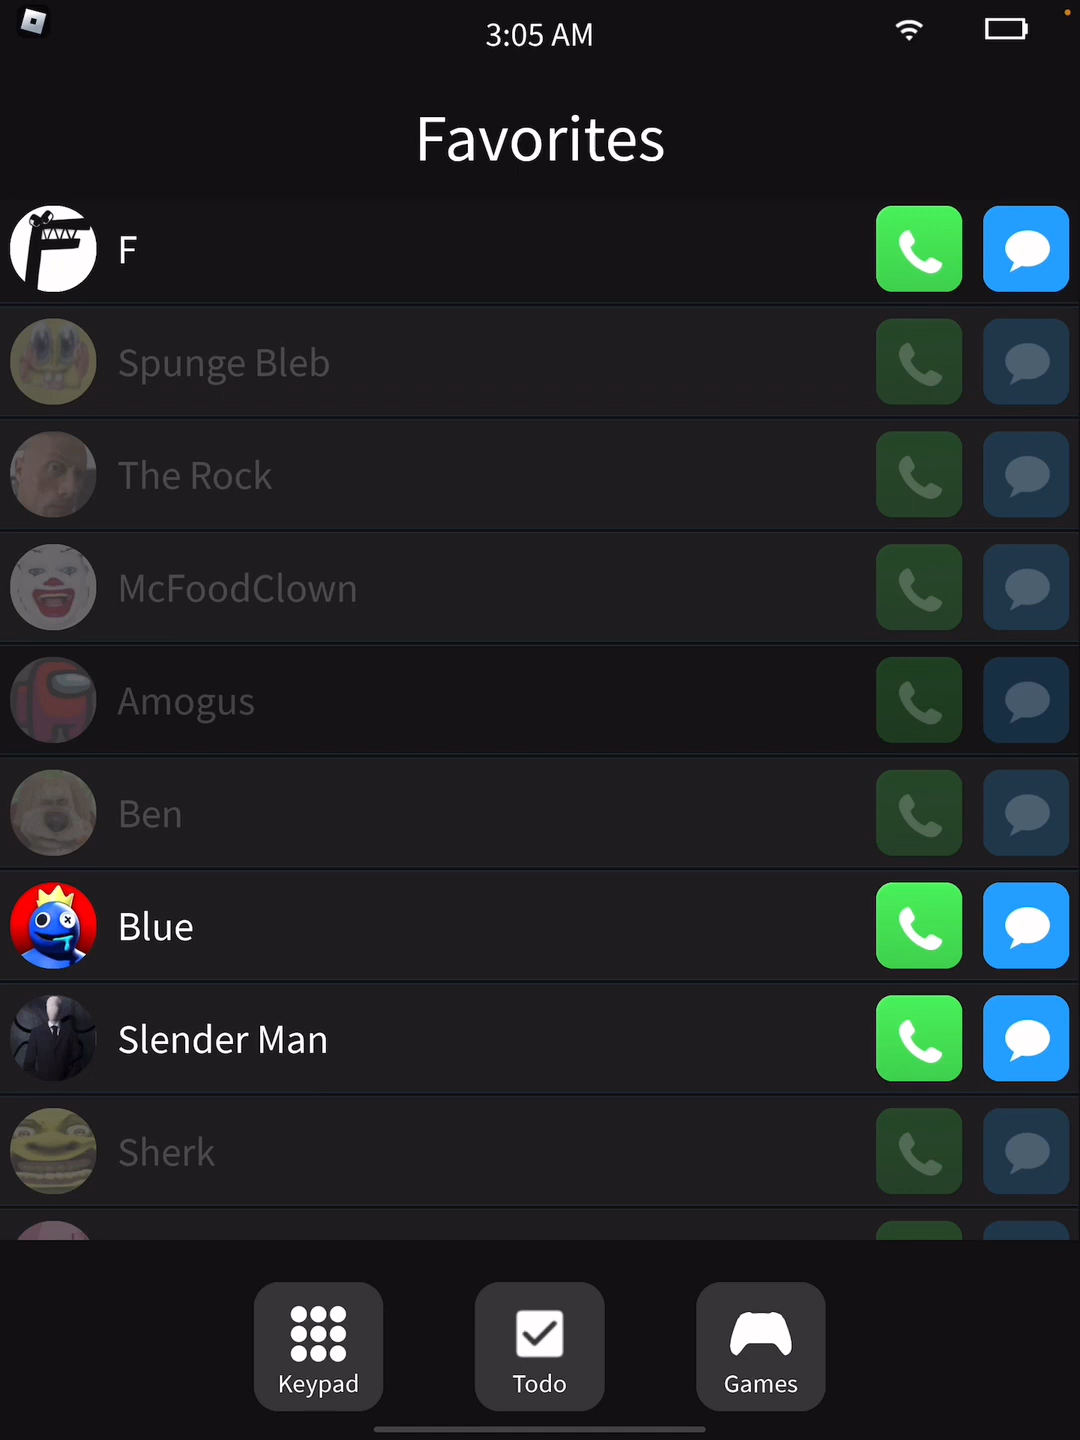 3:05 AM
Favorites
F
Spunge Bleb
The Rock
McFoodClown
Amogus
Ben
Blue
Slender Man
Sherk
Keypad
Todo
Games